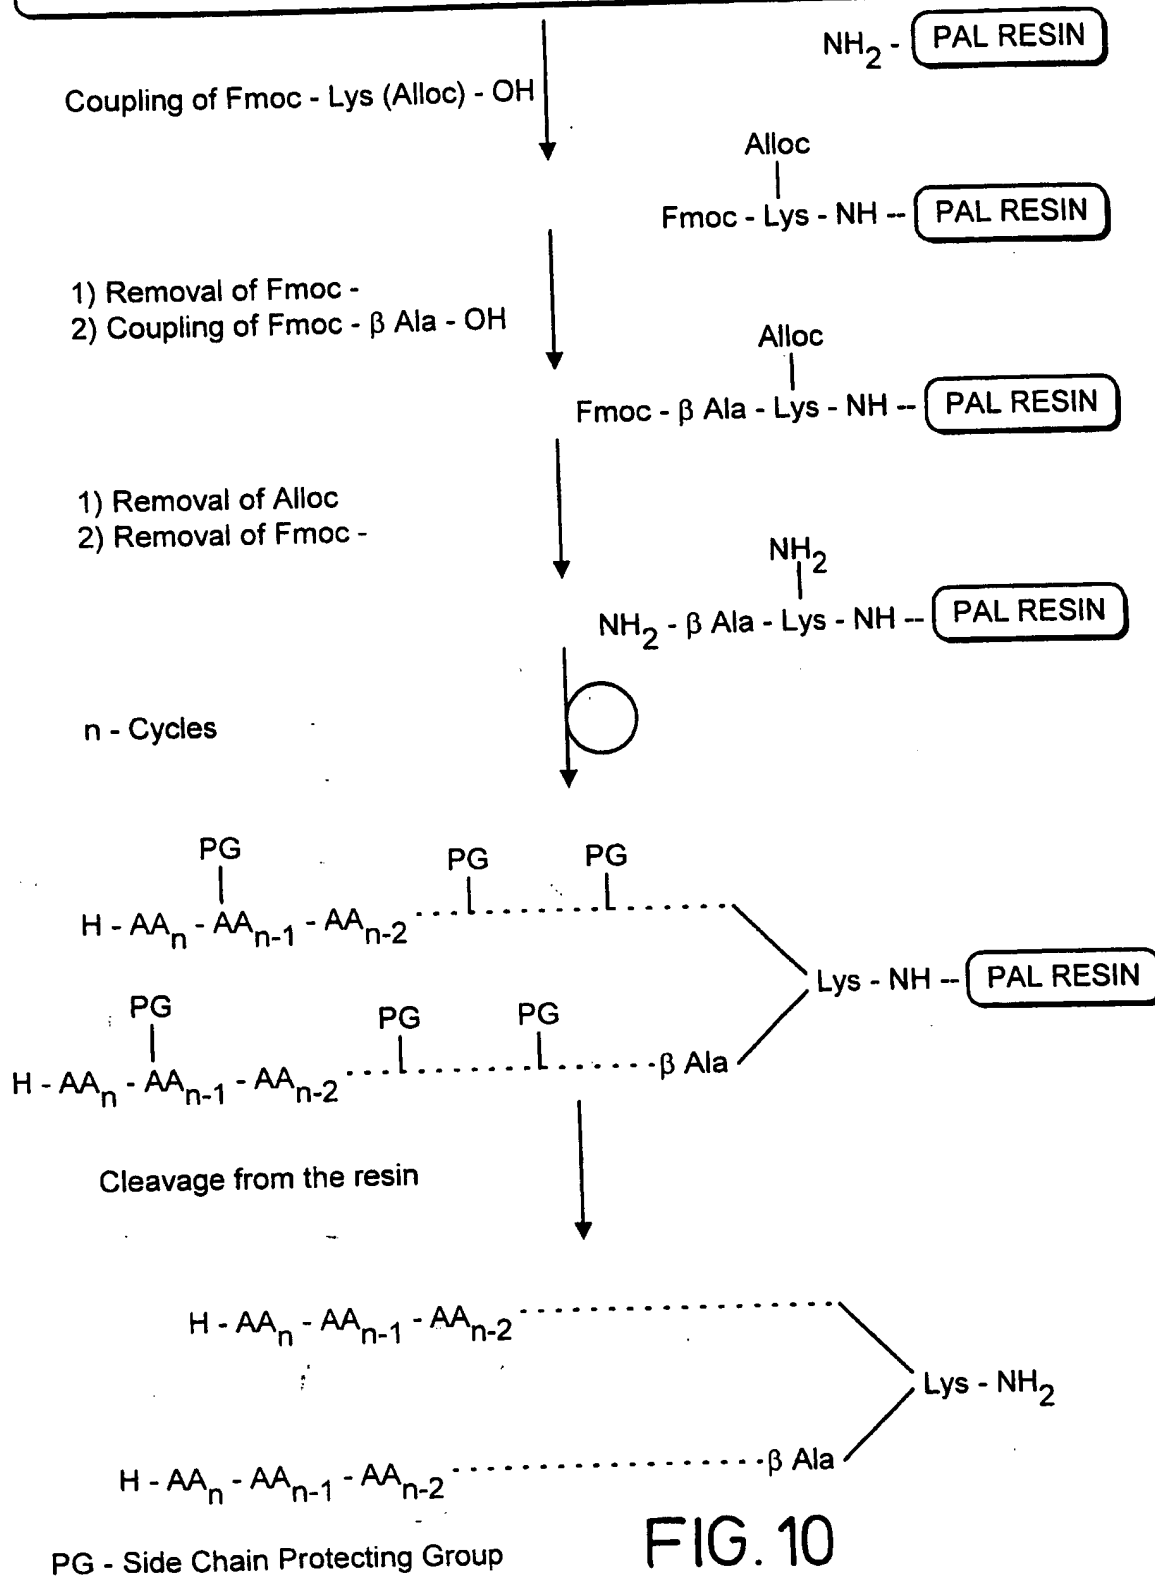 NH2 - PAL RESIN
Coupling of Fmoc - Lys (Alloc) - OH
Alloc
Fmoc - Lys - NH -- PAL RESIN
1) Removal of Fmoc -
2) Coupling of Fmoc - β Ala - OH
Alloc
Fmoc - β Ala - Lys - NH -- PAL RESIN
1) Removal of Alloc
2) Removal of Fmoc -
NH2
NH2 - β Ala - Lys - NH -- PAL RESIN
n - Cycles
PG PG PG
H - AAn - AAn-1 - AAn-2
Lys - NH -- PAL RESIN
PG PG PG
H - AAn - AAn-1 - AAn-2 β Ala
Cleavage from the resin
H - AAn - AAn-1 - AAn-2
Lys - NH2
H - AAn - AAn-1 - AAn-2 β Ala
PG - Side Chain Protecting Group
FIG. 10